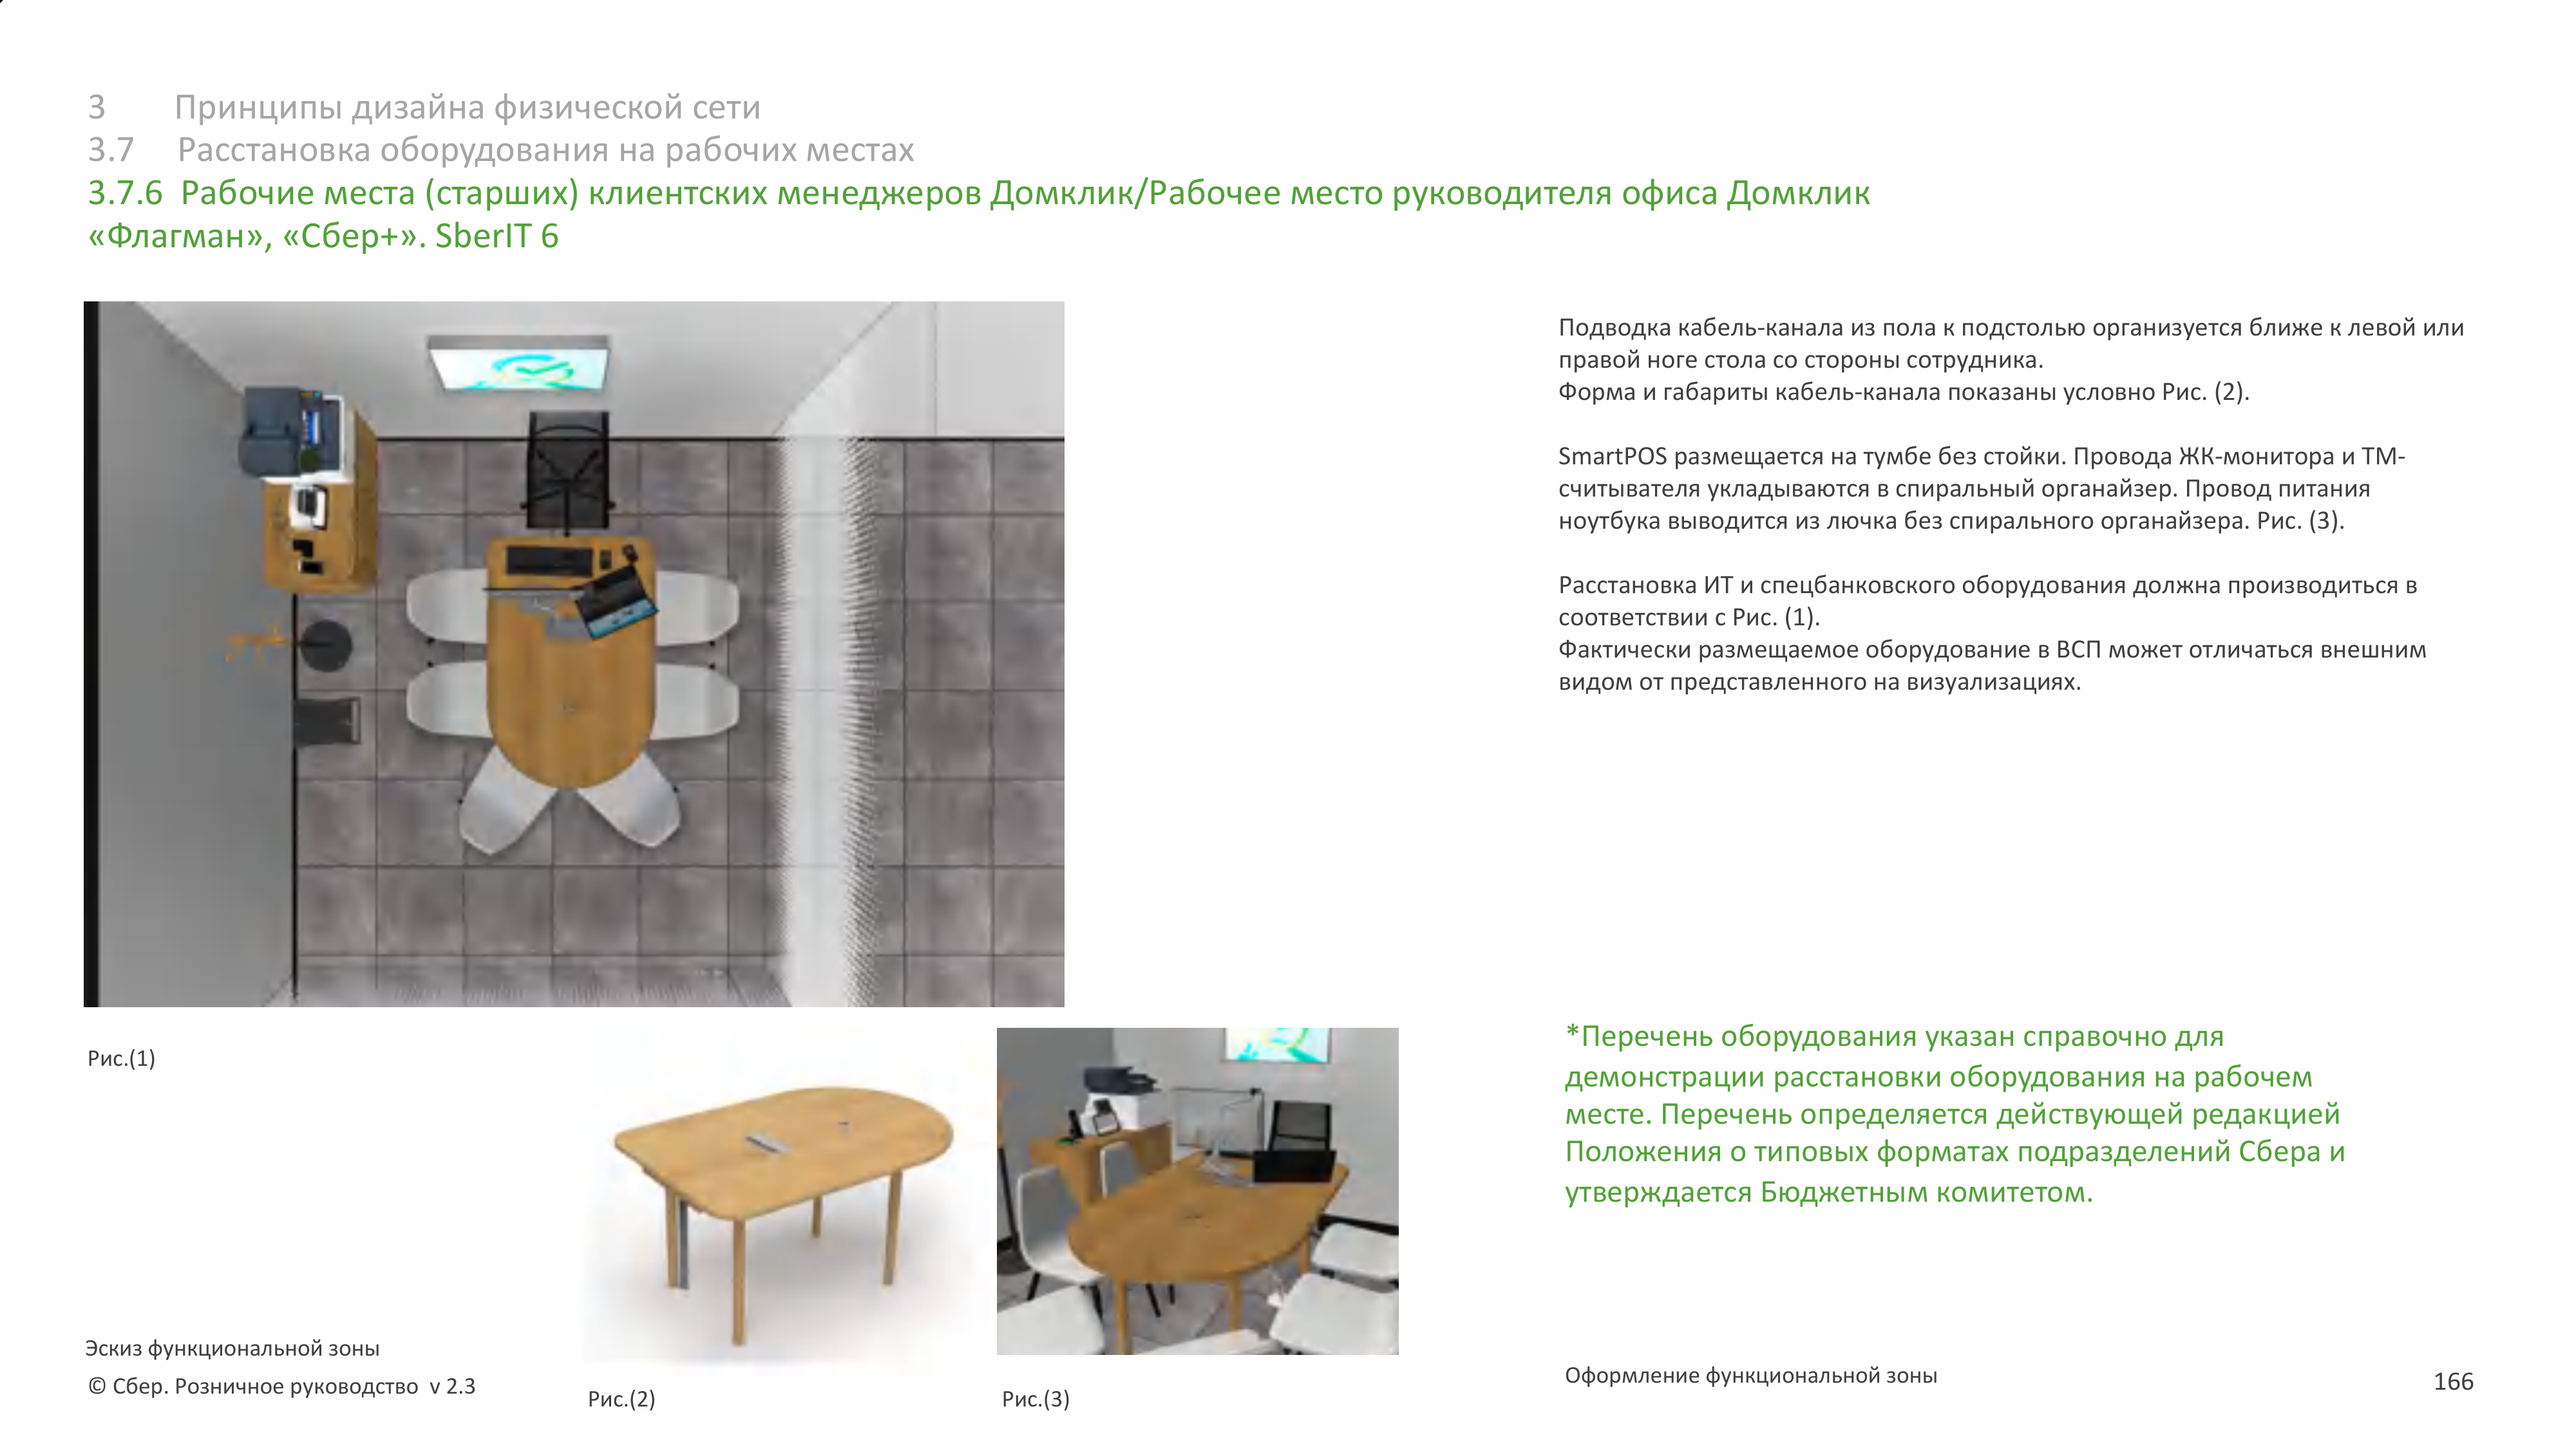 3 Принципы дизайна физической сети
3.7 Расстановка оборудования на рабочих местах
3.7.6 Рабочие места (старших) клиентских менеджеров Домклик/Рабочее место руководителя офиса Домклик
«Флагман», «Сбер+». SberIT 6
Подводка кабель-канала из пола к подстолью организуется ближе к левой или
правой ноге стола со стороны сотрудника.
Форма и габариты кабель-канала показаны условно Рис. (2).
SmartPOS размещается на тумбе без стойки. Провода ЖК-монитора и ТМ-
считывателя укладываются в спиральный органайзер. Провод питания
ноутбука выводится из лючка без спирального органайзера. Рис. (3).
Расстановка ИТ и спецбанковского оборудования должна производиться в
соответствии с Рис. (1).
Фактически размещаемое оборудование в ВСП может отличаться внешним
видом от представленного на визуализациях.
Рис.(1)
*Перечень оборудования указан справочно для
демонстрации расстановки оборудования на рабочем
месте. Перечень определяется действующей редакцией
Положения о типовых форматах подразделений Сбера и
утверждается Бюджетным комитетом.
Эскиз функциональной зоны
© Сбер. Розничное руководство v 2.3
Рис.(2)
Рис.(3)
Оформление функциональной зоны
166